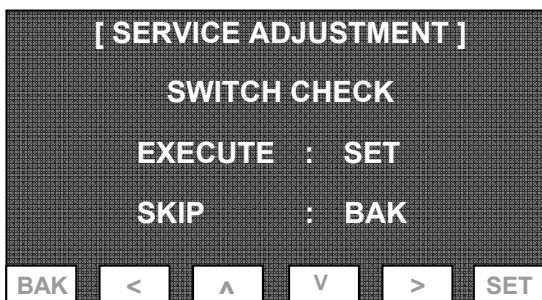 [ SERVICE ADJUSTMENT ]
SWITCH CHECK
EXECUTE : SET
SKIP : BAK
BAK < ʌ V > SET